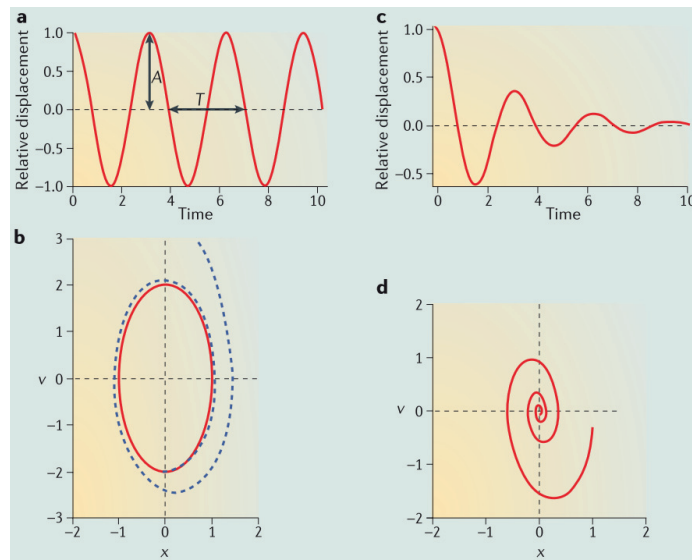 a
Relative displacement
1.0
0.5
0.0
–0.5
–1.0
A
T
0 2 4 6 8 10
Time
c
Relative displacement
1.0
0.5
0.0
–0.5
0 2 4 6 8 10
Time
b
3
2
1
v 0
–1
–2
–3
–2 –1 0 1 2
x
d
2
1
v 0
–1
–2
–2 –1 0 1 2
x